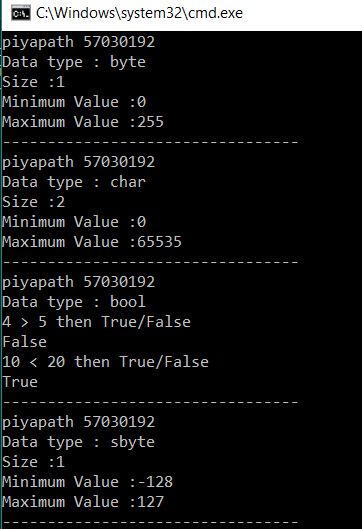 C:\Windows\system32\cmd.exe
piyapath 57030192
Data type : byte
Size :1
Minimum Value :0
Maximum Value :255
---------------------------------
piyapath 57030192
Data type : char
Size :2
Minimum Value :0
Maximum Value :65535
---------------------------------
piyapath 57030192
Data type : bool
4 > 5 then True/False
False
10 < 20 then True/False
True
---------------------------------
piyapath 57030192
Data type : sbyte
Size :1
Minimum Value :-128
Maximum Value :127
---------------------------------